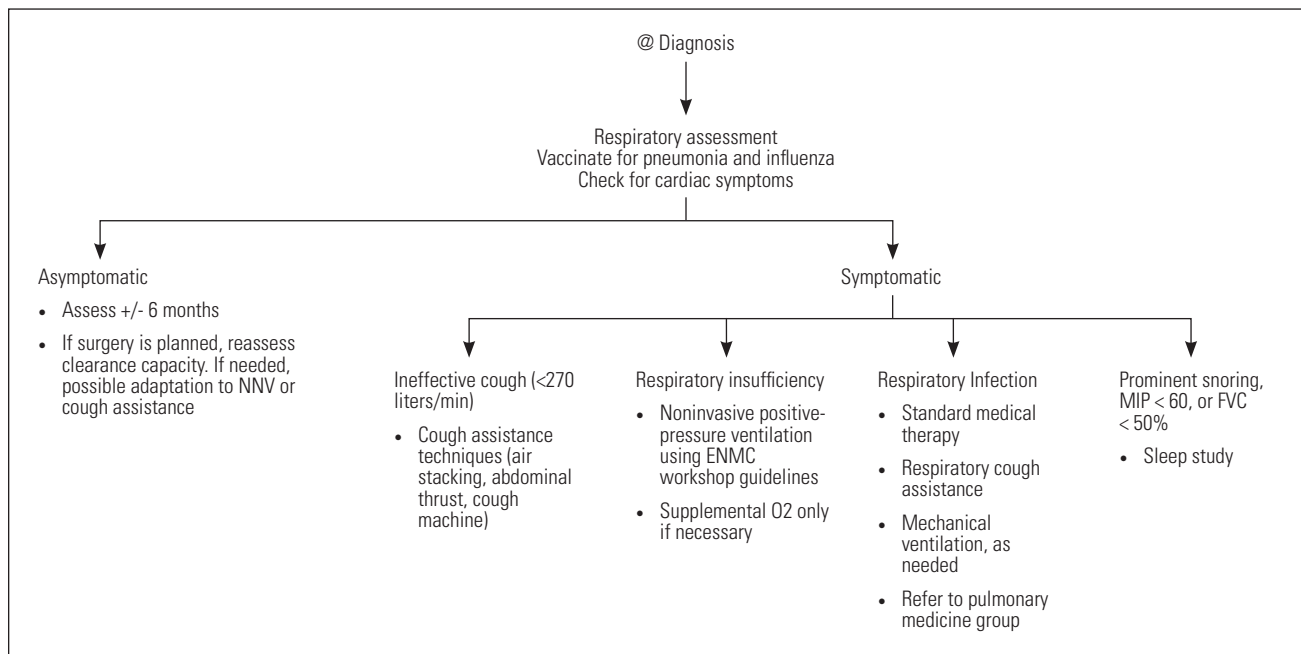 @ Diagnosis
Respiratory assessment
Vaccinate for pneumonia and influenza
Check for cardiac symptoms
Asymptomatic
• Assess +/- 6 months
• If surgery is planned, reassess
clearance capacity. If needed,
possible adaptation to NNV or
cough assistance
Symptomatic
Ineffective cough (<270
liters/min)
• Cough assistance
techniques (air
stacking, abdominal
thrust, cough
machine)
Respiratory insufficiency
• Noninvasive positive-
pressure ventilation
using ENMC
workshop guidelines
• Supplemental O2 only
if necessary
Respiratory Infection
• Standard medical
therapy
• Respiratory cough
assistance
• Mechanical
ventilation, as
needed
• Refer to pulmonary
medicine group
Prominent snoring,
MIP < 60, or FVC
< 50%
• Sleep study